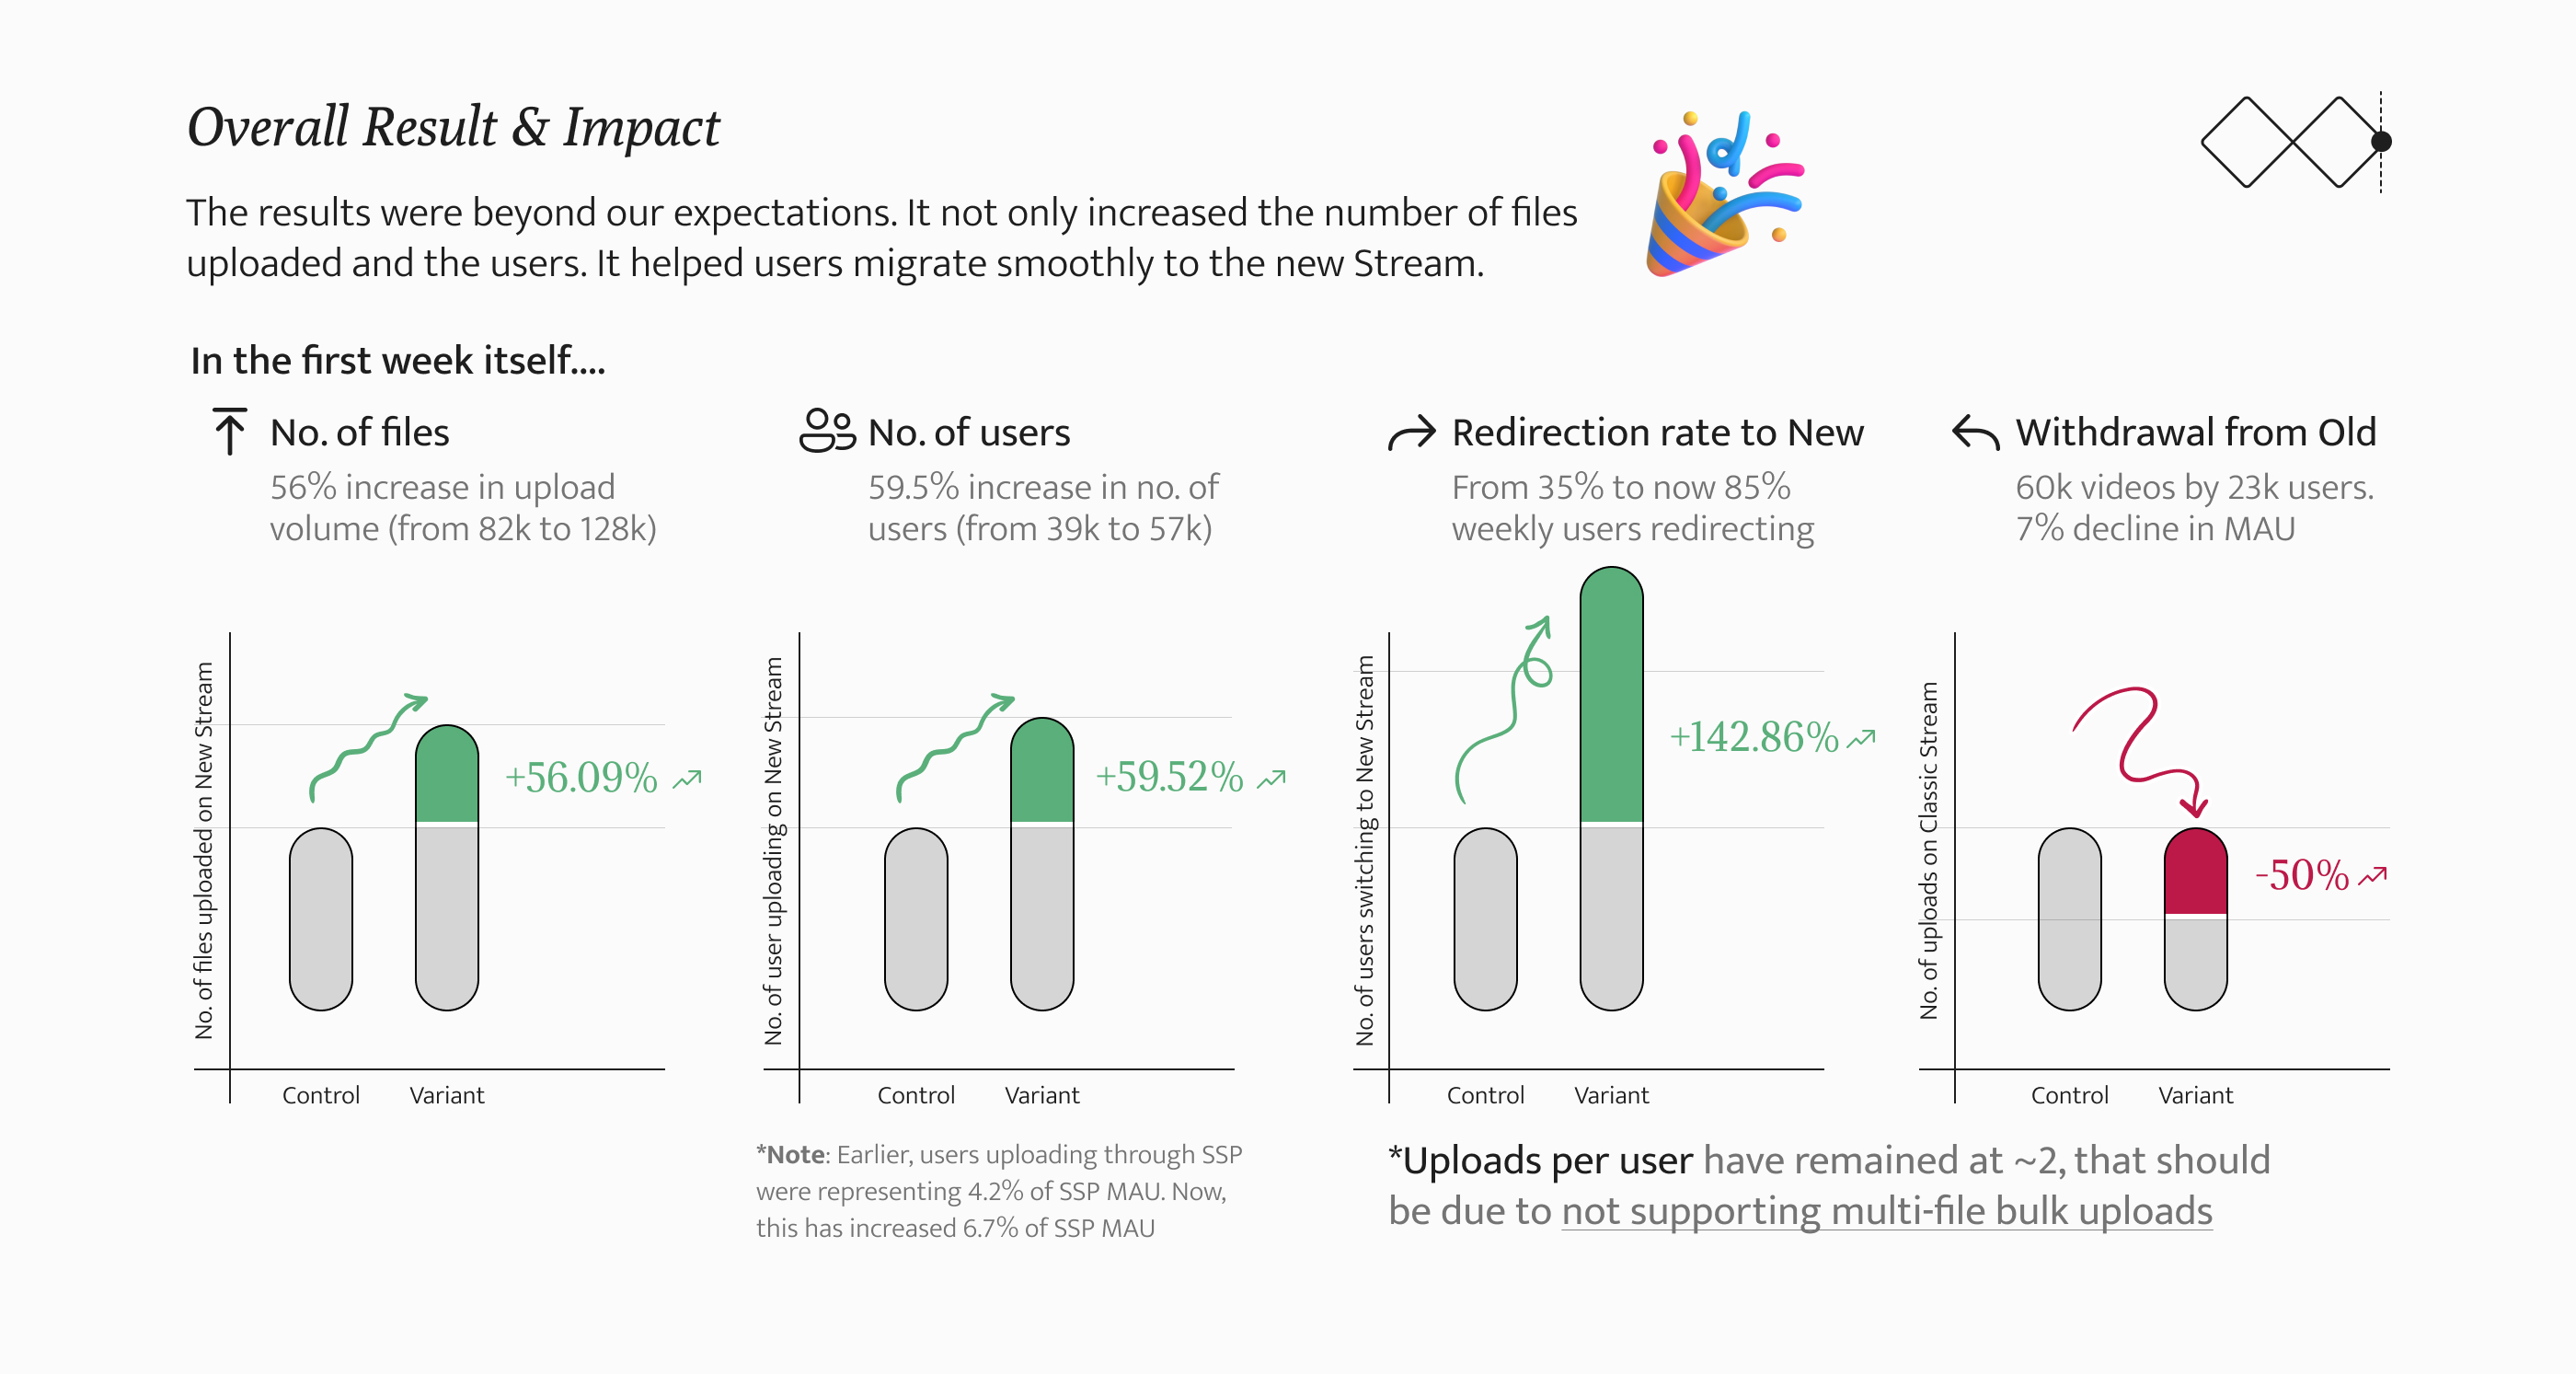 Overall Result & Impact
The results were beyond our expectations. It not only increased the number of files
uploaded and the users. It helped users migrate smoothly to the new Stream.
In the first week itself....
No. of files
56% increase in upload
volume (from 82k to 128k)
No. of files uploaded on New Stream
+56.09%
Control Variant
No. of users
59.5% increase in no. of
users (from 39k to 57k)
No. of user uploading on New Stream
+59.52%
Control Variant
*Note: Earlier, users uploading through SSP
were representing 4.2% of SSP MAU. Now,
this has increased 6.7% of SSP MAU
Redirection rate to New
From 35% to now 85%
weekly users redirecting
No. of users switching to New Stream
+142.86%
Control Variant
Withdrawal from Old
60k videos by 23k users.
7% decline in MAU
No. of uploads on Classic Stream
-50%
Control Variant
*Uploads per user have remained at ~2, that should
be due to not supporting multi-file bulk uploads